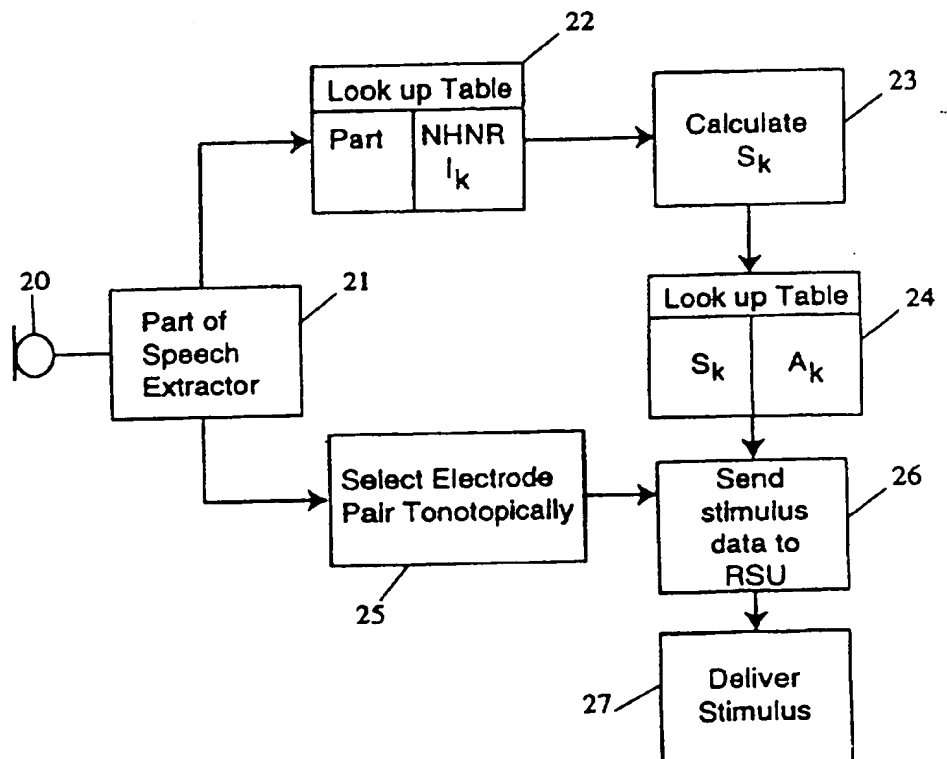 22
Look up Table
Part
NHNR
I_k
Calculate
S_k
23
20
21
Part of
Speech
Extractor
Look up Table
S_k
A_k
24
Select Electrode
Pair Tonotopically
25
Send
stimulus
data to
RSU
26
Deliver
Stimulus
27